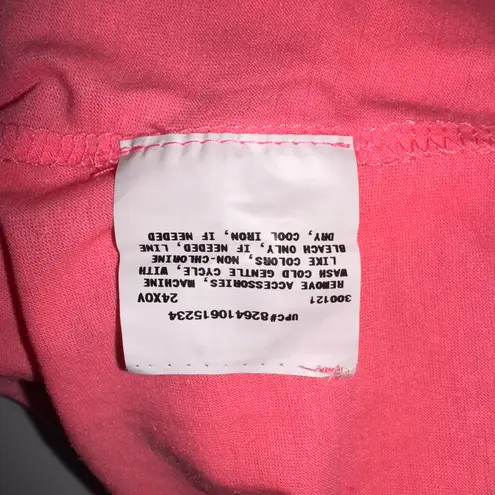 UPC#826410615234
300121
24XOV
REMOVE ACCESSORIES, MACHINE
WASH COLD GENTLE CYCLE, WITH
LIKE COLORS, NON-CHLORINE
BLEACH ONLY, IF NEEDED, LINE
DRY, COOL IRON, IF NEEDED